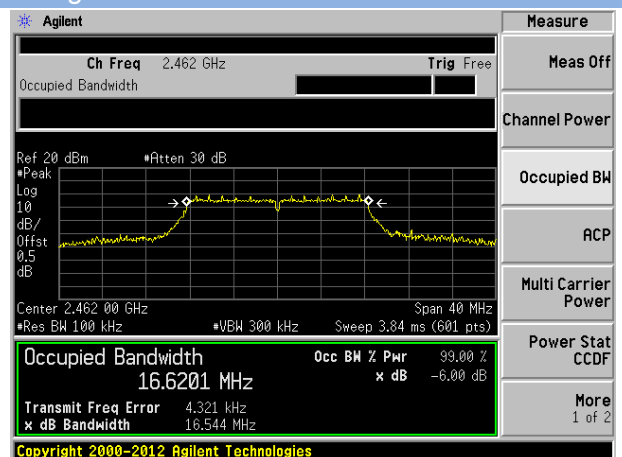 Agilent
Measure
Ch Freq 2.462 GHz Trig Free
Occupied Bandwidth
Meas Off
Channel Power
Occupied BW
ACP
Multi Carrier
Power
Power Stat
CCDF
More
1 of 2
Ref 20 dBm #Atten 30 dB
#Peak
Log
10
dB/
Offst
0.5
dB
Center 2.462 00 GHz Span 40 MHz
#Res BW 100 kHz #VBW 300 kHz Sweep 3.84 ms (601 pts)
Occupied Bandwidth Occ BW % Pwr 99.00 %
16.6201 MHz x dB -6.00 dB
Transmit Freq Error 4.321 kHz
x dB Bandwidth 16.544 MHz
Copyright 2000-2012 Agilent Technologies